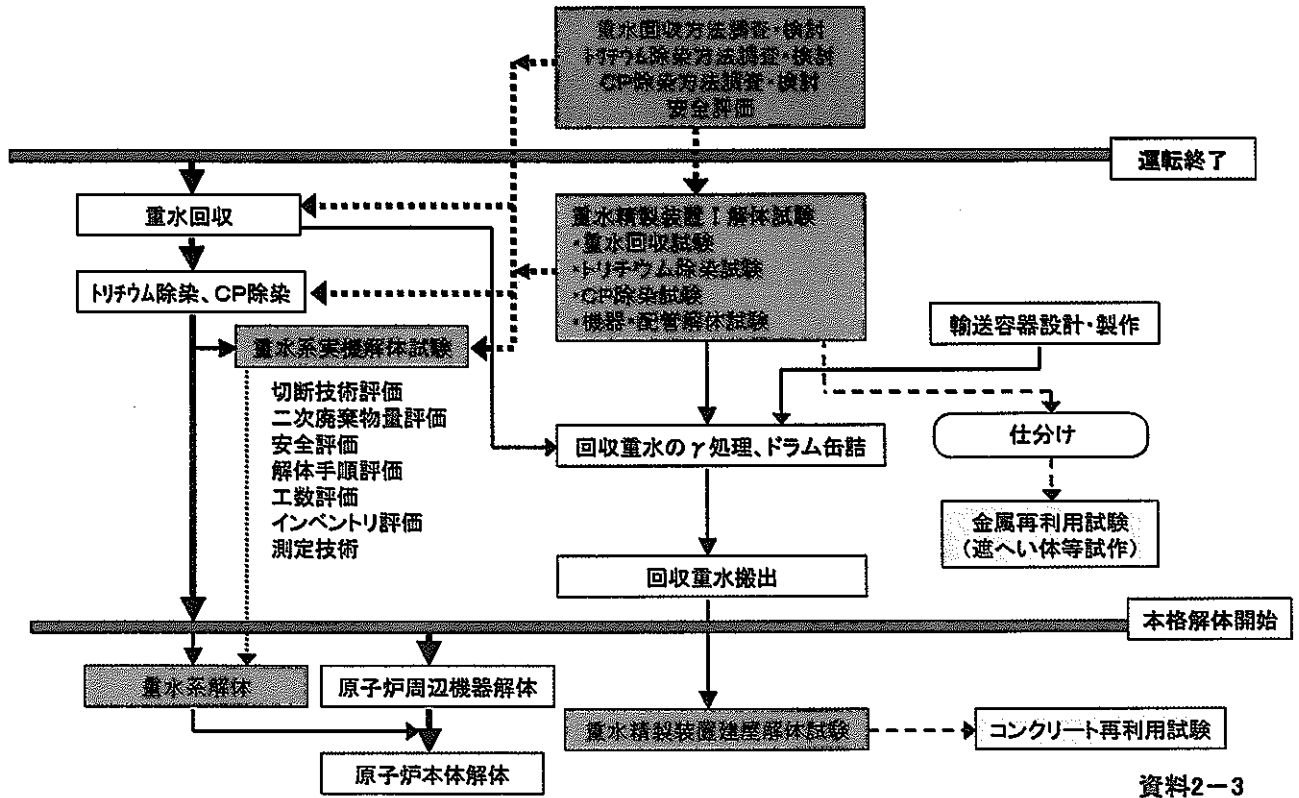 重水回収方法調査・検討
トリチウム除染方法調査・検討
CP除染方法調査・検討
安全評価
運転終了
重水回収
重水精製装置Ⅰ解体試験
・重水回収試験
・トリチウム除染試験
・CP除染試験
・機器・配管解体試験
トリチウム除染、CP除染
輸送容器設計・製作
重水系実機解体試験
切断技術評価
二次廃棄物量評価
安全評価
解体手順評価
工数評価
インベントリ評価
測定技術
回収重水のγ処理、ドラム缶詰
仕分け
金属再利用試験
(遮へい体等試作)
回収重水搬出
本格解体開始
重水系解体
原子炉周辺機器解体
重水精製装置建屋解体試験
コンクリート再利用試験
原子炉本体解体
資料2-3